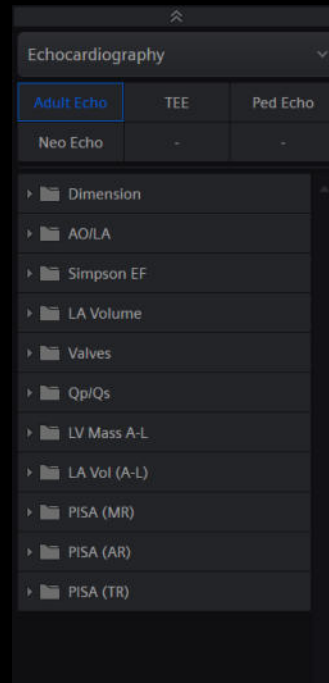 Echocardiography
Adult Echo TEE Ped Echo
Neo Echo - -
Dimension
AO/LA
Simpson EF
LA Volume
Valves
Qp/Qs
LV Mass A-L
LA Vol (A-L)
PISA (MR)
PISA (AR)
PISA (TR)